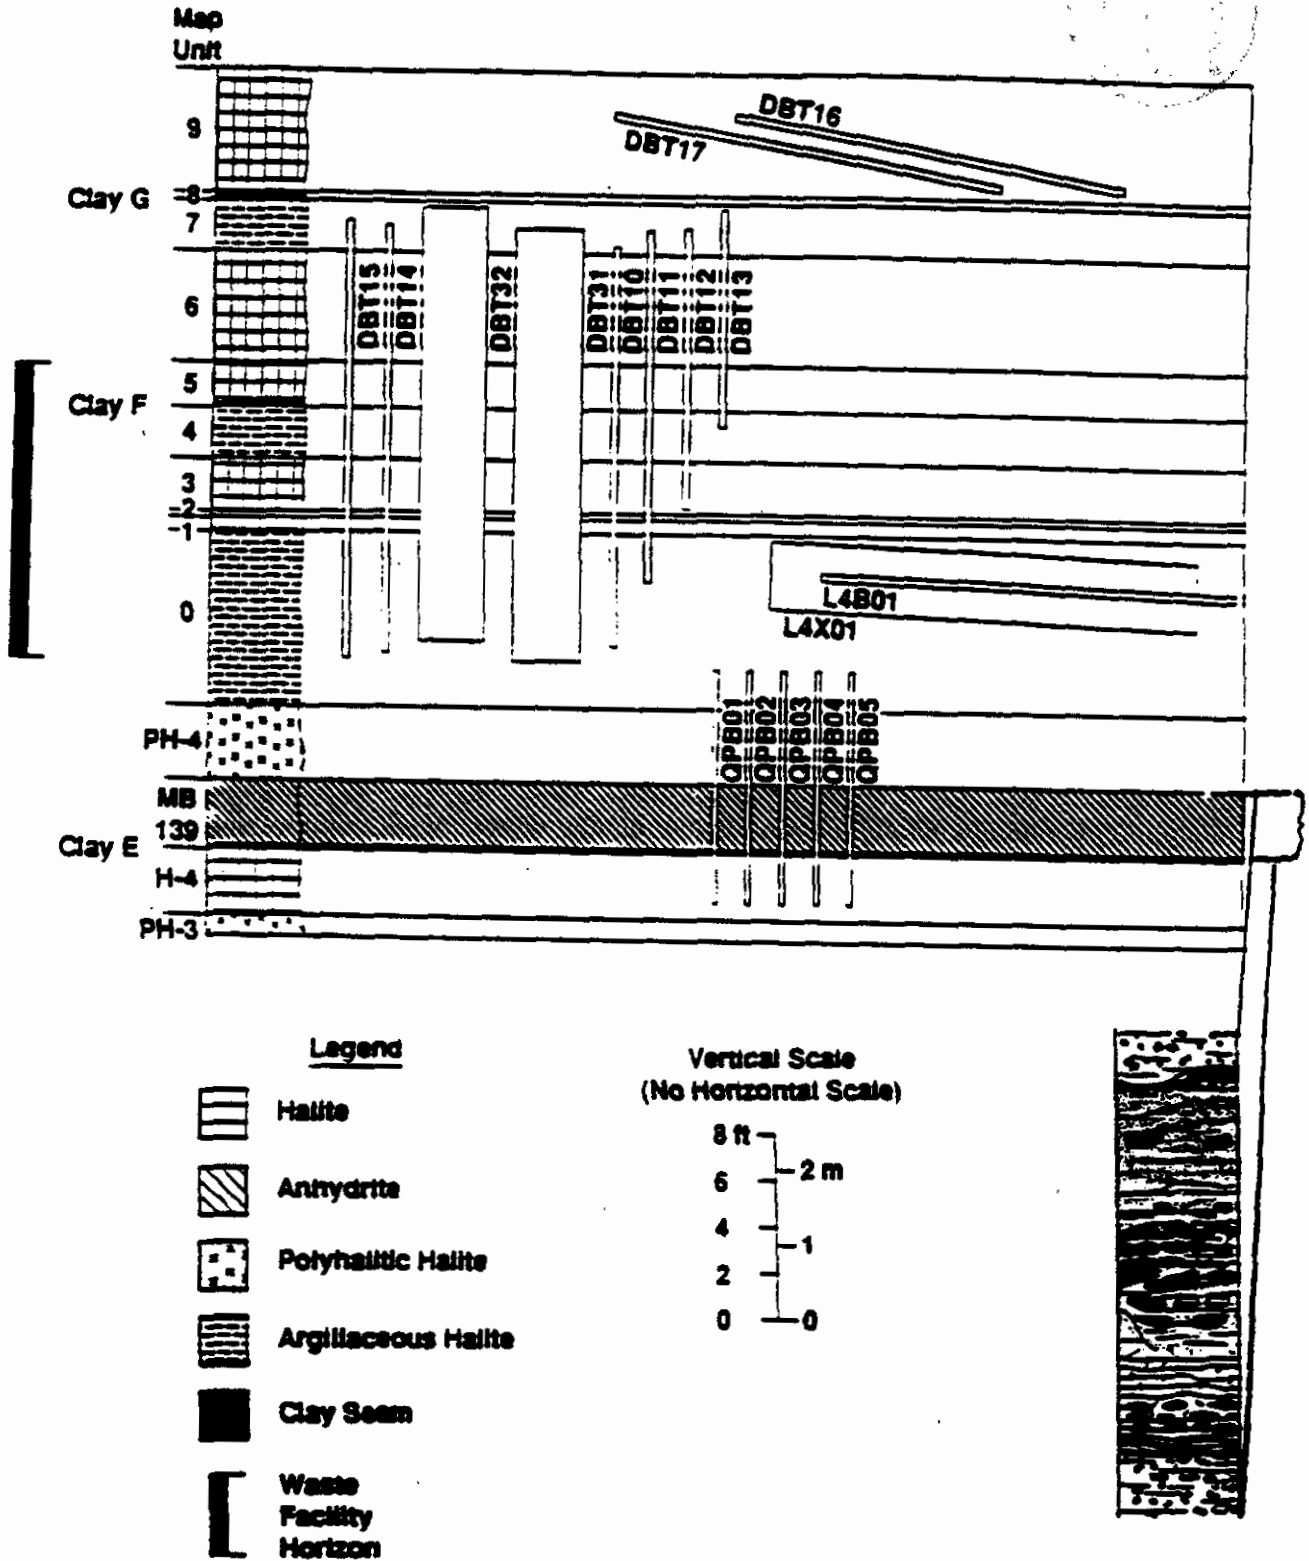 Map
Unit
9
DBT16
DBT17
Clay G
8
7
6
DBT15
DBT14
DBT32
DBT31
DBT10
DBT11
DBT12
DBT13
5
Clay F
4
3
2
1
0
L4B01
L4X01
QPB01
QPB02
QPB03
QPB04
QPB05
PH-4
MB
139
Clay E
H-4
PH-3
Legend
Halite
Anhydrite
Polyhalitic Halite
Argillaceous Halite
Clay Seam
Waste
Facility
Horizon
Vertical Scale
(No Horizontal Scale)
8 ft
2 m
6
4
1
2
0
0